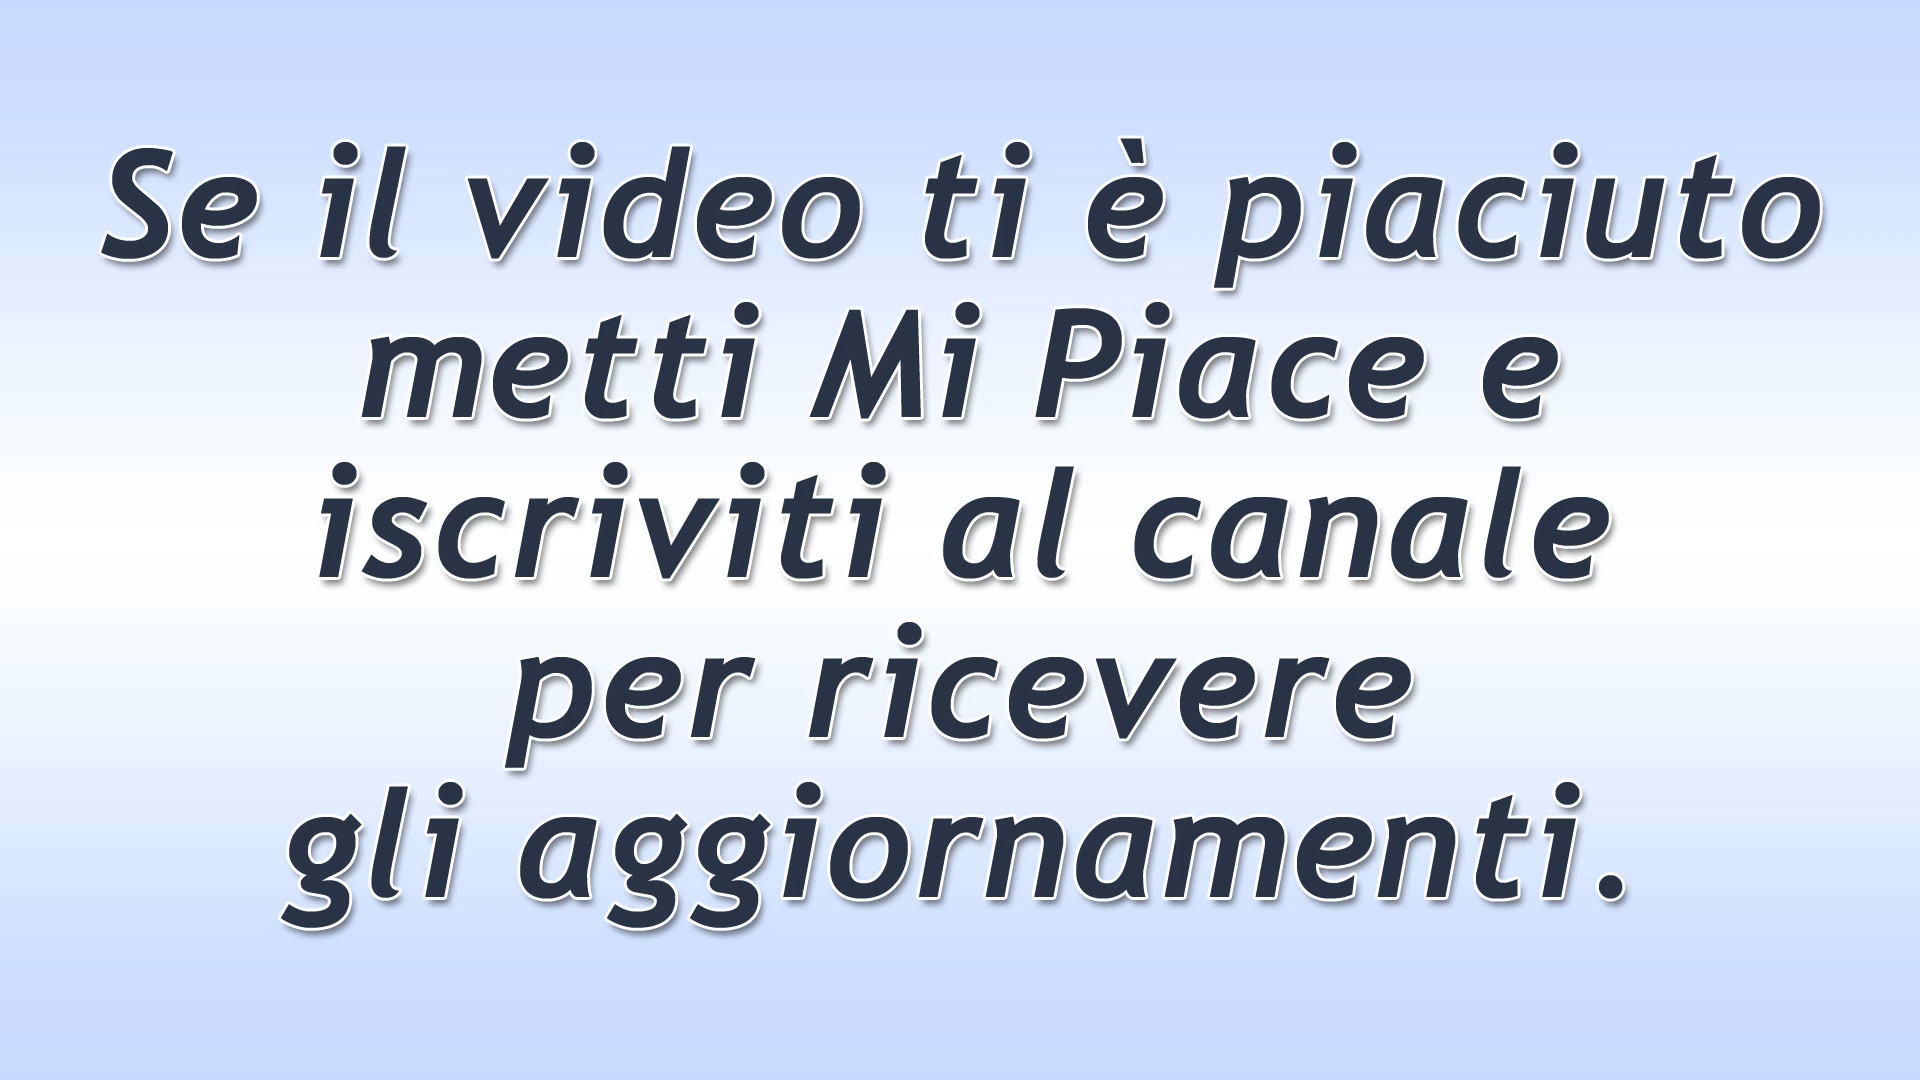 Se il video ti è piaciuto
metti Mi Piace e
iscriviti al canale
per ricevere
gli aggiornamenti.